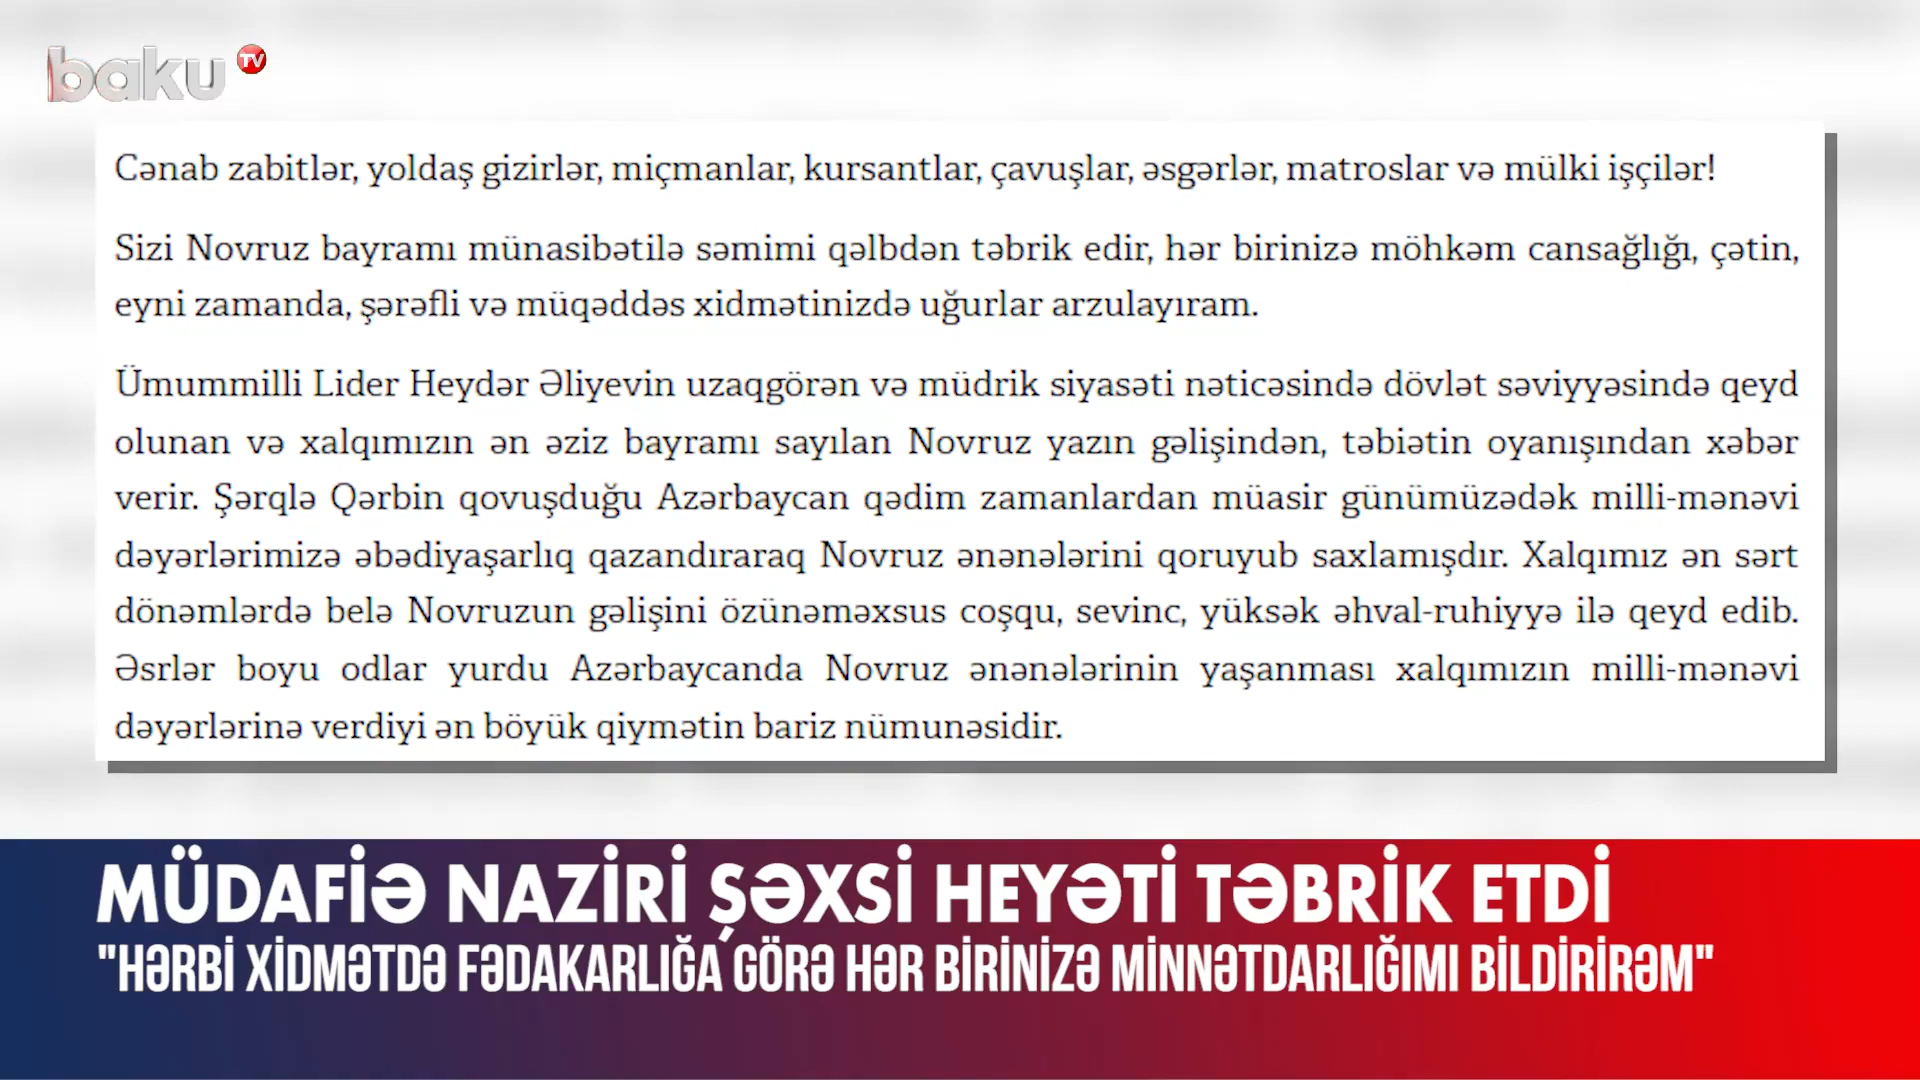 baku TV
Cənab zabitlər, yoldaş gizirlər, miçmanlar, kursantlar, çavuşlar, əsgərlər, matroslar və mülki işçilər!
Sizi Novruz bayramı münasibətilə səmimi qəlbdən təbrik edir, hər birinizə möhkəm cansağlığı, çətin,
eyni zamanda, şərəfli və müqəddəs xidmətinizdə uğurlar arzulayıram.
Ümummilli Lider Heydər Əliyevin uzaqgörən və müdrik siyasəti nəticəsində dövlət səviyyəsində qeyd
olunan və xalqımızın ən əziz bayramı sayılan Novruz yazın gəlişindən, təbiətin oyanışından xəbər
verir. Şərqlə Qərbin qovuşduğu Azərbaycan qədim zamanlardan müasir günümüzədək milli-mənəvi
dəyərlərimizə əbədiyaşarlıq qazandıraraq Novruz ənənələrini qoruyub saxlamışdır. Xalqımız ən sərt
dönəmlərdə belə Novruzun gəlişini özünəməxsus coşqu, sevinc, yüksək əhval-ruhiyyə ilə qeyd edib.
Əsrlər boyu odlar yurdu Azərbaycanda Novruz ənənələrinin yaşanması xalqımızın milli-mənəvi
dəyərlərinə verdiyi ən böyük qiymətin bariz nümunəsidir.
MÜDAFİƏ NAZİRİ ŞƏXSİ HEYƏTİ TƏBRİK ETDİ
"HƏRBİ XİDMƏTDƏ FƏDAKARLIĞA GÖRƏ HƏR BİRİNİZƏ MİNNƏTDARLIĞIMI BİLDİRİRƏM"